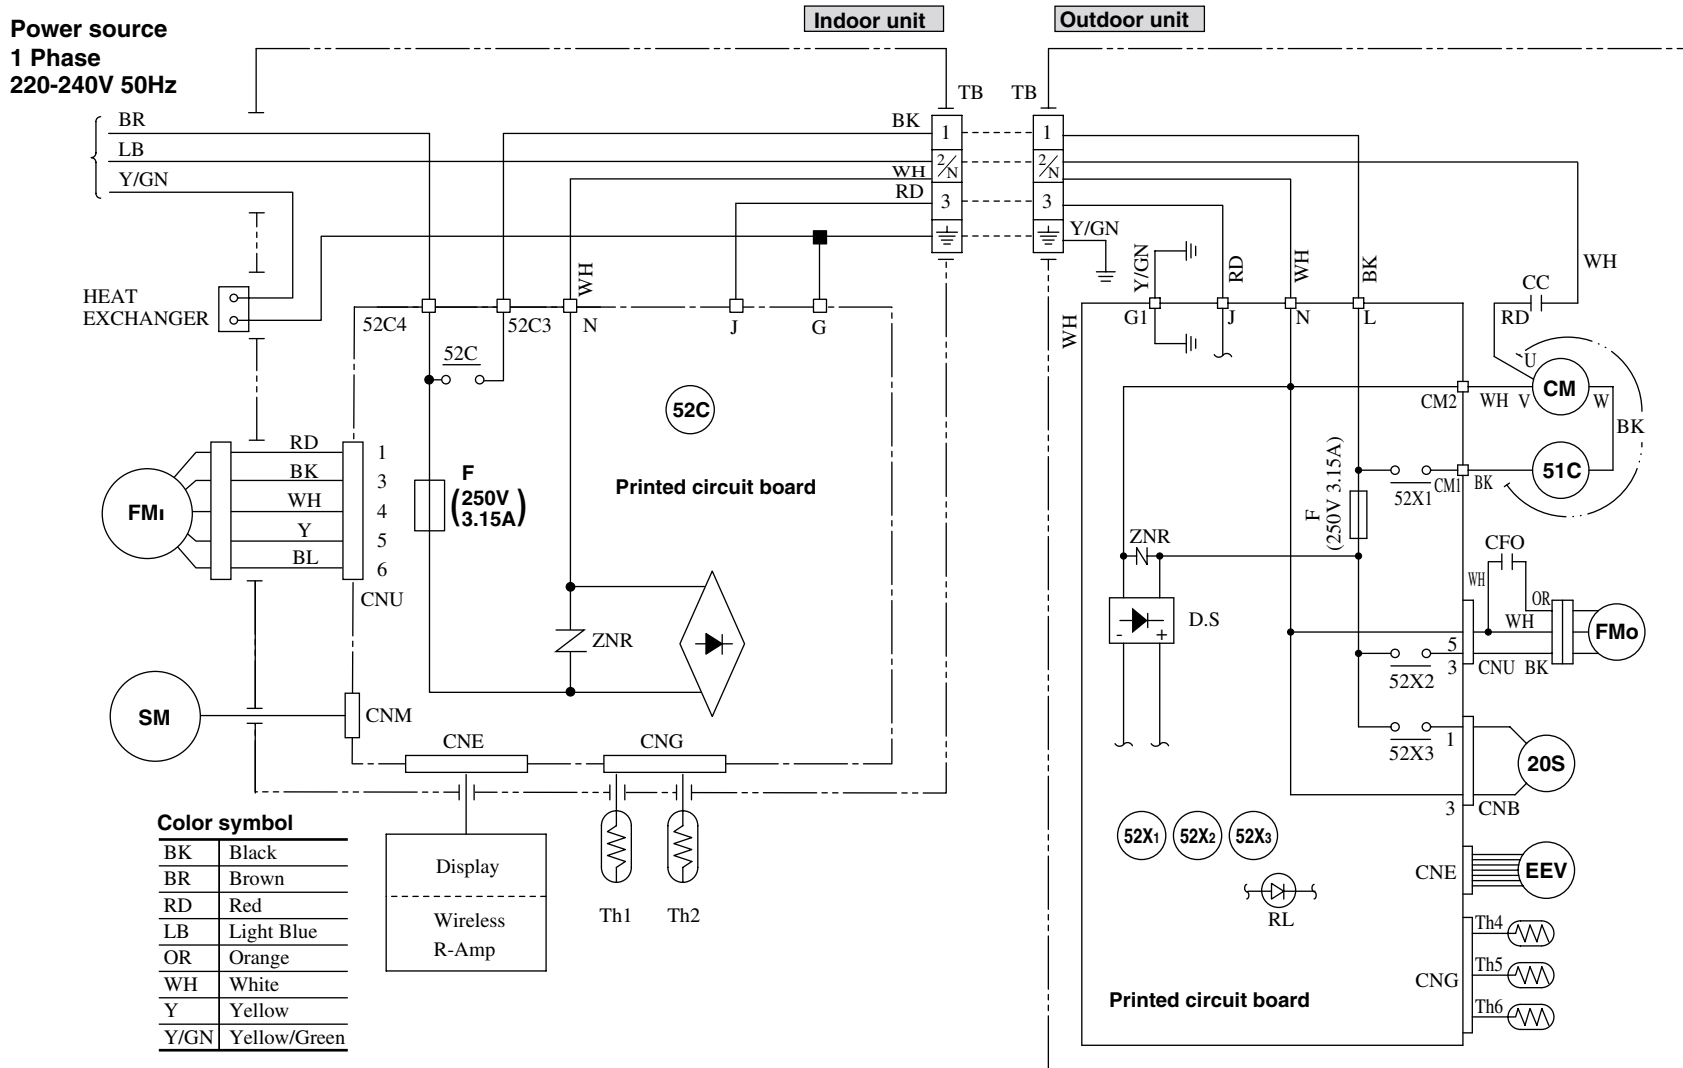 Power source
1 Phase
220-240V 50Hz
Indoor unit
Outdoor unit
TB
TB
BR
LB
Y/GN
BK
WH
RD
1
2/N
3
1
2/N
3
Y/GN
HEAT
EXCHANGER
WH
52C4
52C3
N
J
G
52C
52C
F
(250V
3.15A)
Printed circuit board
FMI
RD
BK
WH
Y
BL
1
3
4
5
6
CNU
ZNR
SM
CNM
CNE
CNG
Display
Wireless
R-Amp
Th1
Th2
Color symbol
BK Black
BR Brown
RD Red
LB Light Blue
OR Orange
WH White
Y Yellow
Y/GN Yellow/Green
Y/GN
RD
WH
BK
WH
G1
J
N
L
WH
CC
RD
U
CM
CM2
WH V
W
BK
51C
52X1
CM1
BK
F
(250V 3.15A)
ZNR
D.S
- +
CFO
WH
OR
WH
FMo
5
3
CNU BK
52X2
52X3
1
20S
3
CNB
52X1
52X2
52X3
RL
CNE
EEV
Th4
Th5
CNG
Th6
Printed circuit board